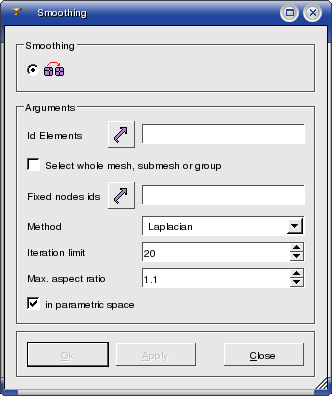 Smoothing
Smoothing
Arguments
Id Elements
Select whole mesh, submesh or group
Fixed nodes ids
Method Laplacian
Iteration limit 20
Max. aspect ratio 1.1
in parametric space
Ok Apply Close